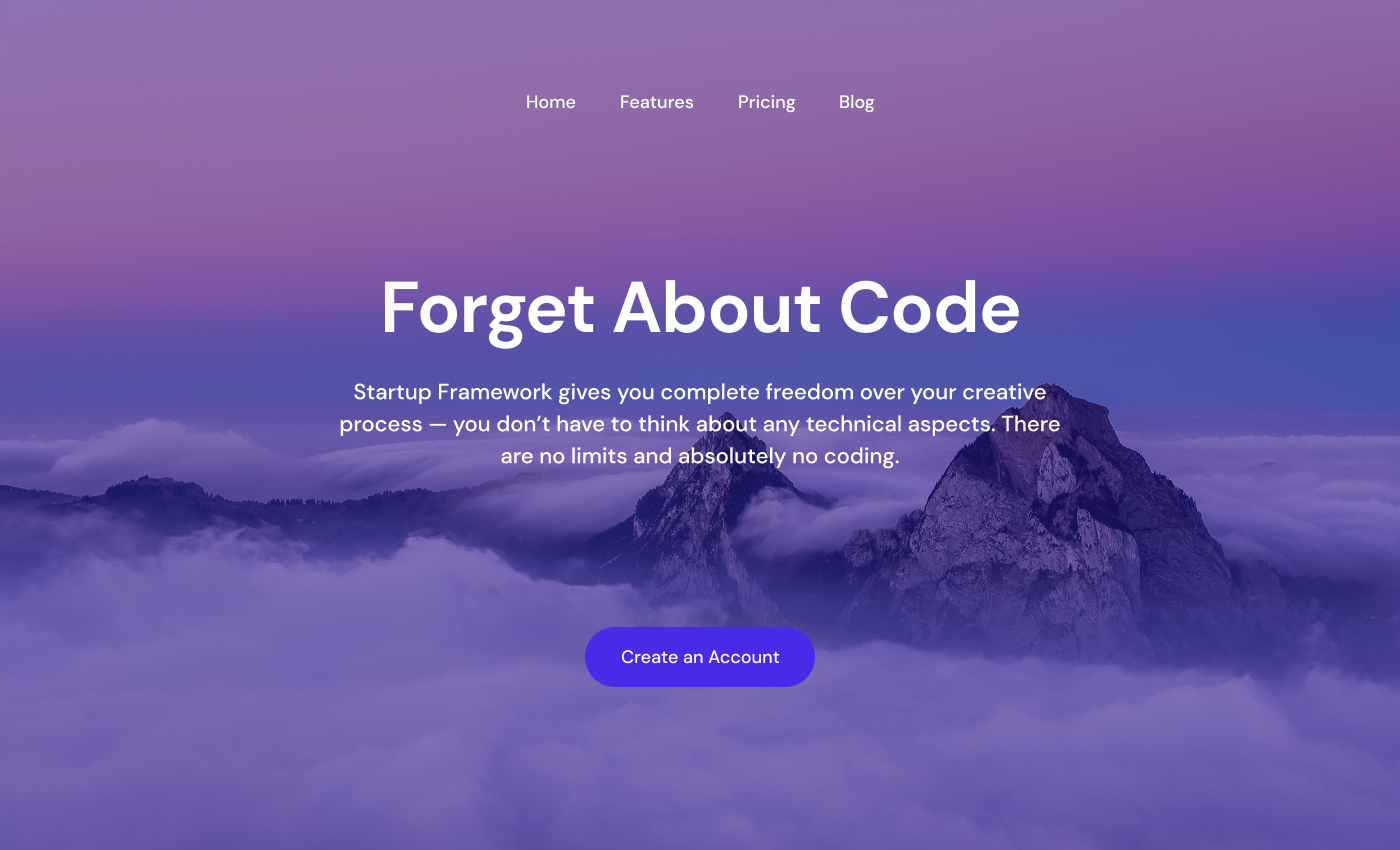 Home Features Pricing Blog
Forget About Code
Startup Framework gives you complete freedom over your creative
process — you don’t have to think about any technical aspects. There
are no limits and absolutely no coding.
Create an Account